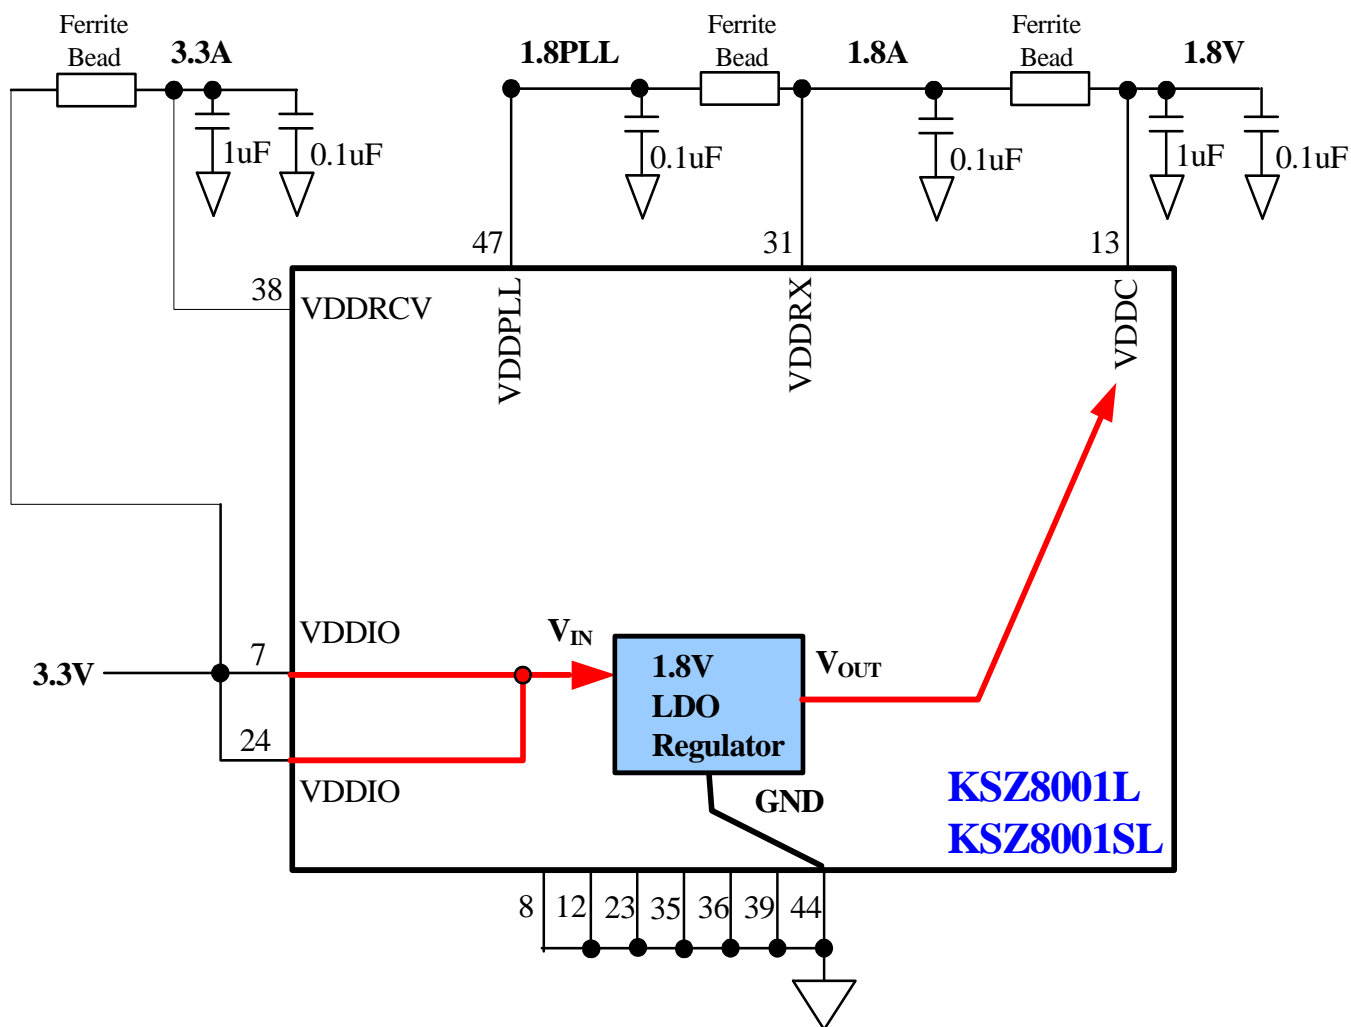 Ferrite
Bead
3.3A
1uF
0.1uF
1.8PLL
Ferrite
Bead
1.8A
Ferrite
Bead
1.8V
0.1uF
0.1uF
1uF
0.1uF
47
31
13
38
VDDRCV
VDDPLL
VDDRX
VDDC
VDDIO
7
3.3V
24
VDDIO
VIN
1.8V
LDO
Regulator
VOUT
GND
KSZ8001L
KSZ8001SL
8
12
23
35
36
39
44